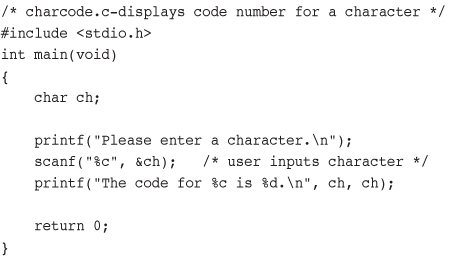 /* charcode.c-displays code number for a character */
#include <stdio.h>
int main(void)
{
    char ch;

    printf("Please enter a character.\n");
    scanf("%c", &ch);   /* user inputs character */
    printf("The code for %c is %d.\n", ch, ch);

    return 0;
}